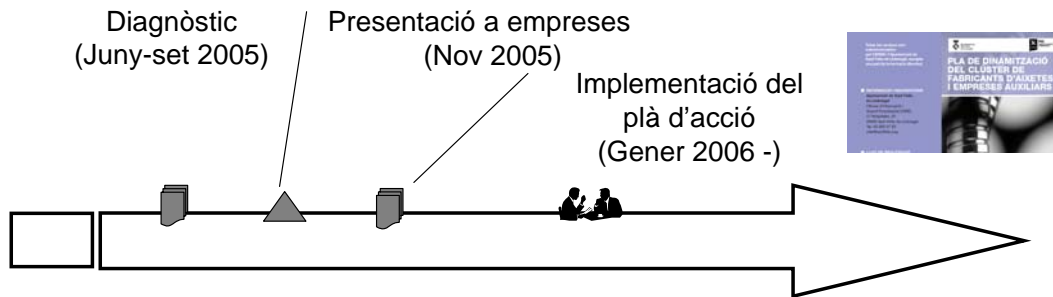 Diagnòstic
(Juny-set 2005)
Presentació a empreses
(Nov 2005)
Implementació del
plà d’acció
(Gener 2006 -)
PLA DE DINAMITZACIÓ
DEL CLÚSTER DE
FABRICANTS D'AIXETES
I EMPRESES AUXILIARS